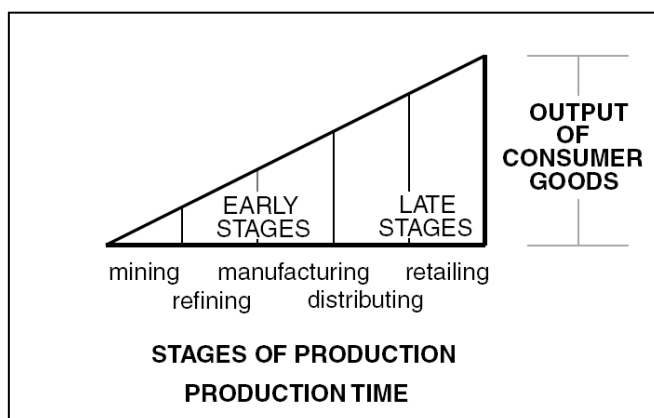 EARLY
STAGES
LATE
STAGES
OUTPUT
OF
CONSUMER
GOODS
mining manufacturing retailing
refining distributing
STAGES OF PRODUCTION
PRODUCTION TIME